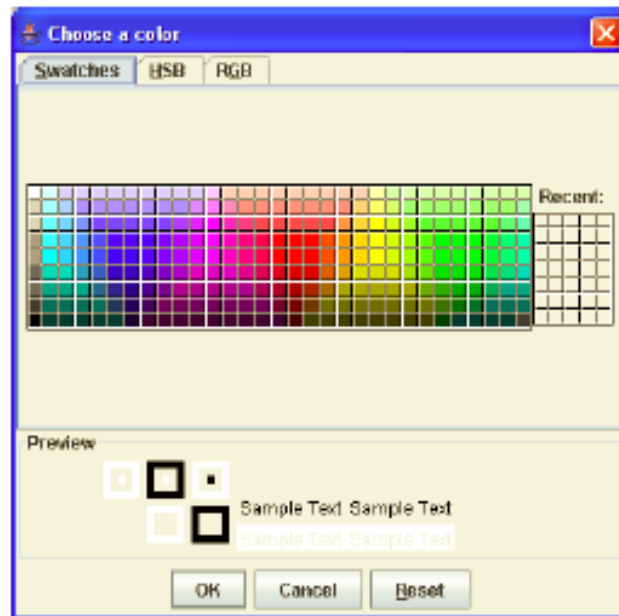 Choose a color
Swatches HSB RGB
Recent:
Preview
Sample Text Sample Text
Sample Text Sample Text
OK Cancel Reset